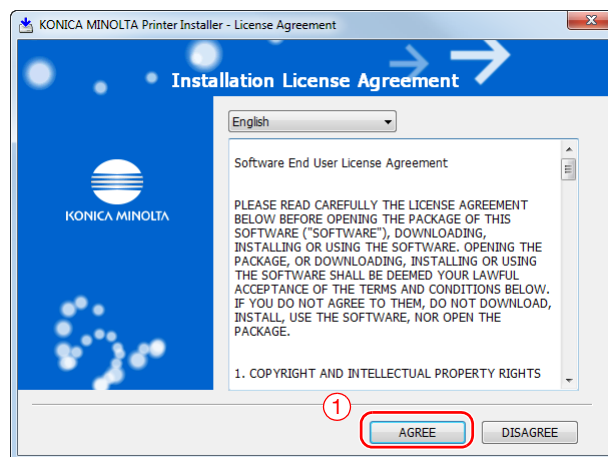 KONICA MINOLTA Printer Installer - License Agreement
Installation License Agreement
English
KONICA MINOLTA
Software End User License Agreement
PLEASE READ CAREFULLY THE LICENSE AGREEMENT
BELOW BEFORE OPENING THE PACKAGE OF THIS
SOFTWARE ("SOFTWARE"), DOWNLOADING,
INSTALLING OR USING THE SOFTWARE. OPENING THE
PACKAGE, OR DOWNLOADING, INSTALLING OR USING
THE SOFTWARE SHALL BE DEEMED YOUR LAWFUL
ACCEPTANCE OF THE TERMS AND CONDITIONS BELOW.
IF YOU DO NOT AGREE TO THEM, DO NOT DOWNLOAD,
INSTALL, USE THE SOFTWARE, NOR OPEN THE
PACKAGE.
1. COPYRIGHT AND INTELLECTUAL PROPERTY RIGHTS
1
AGREE
DISAGREE